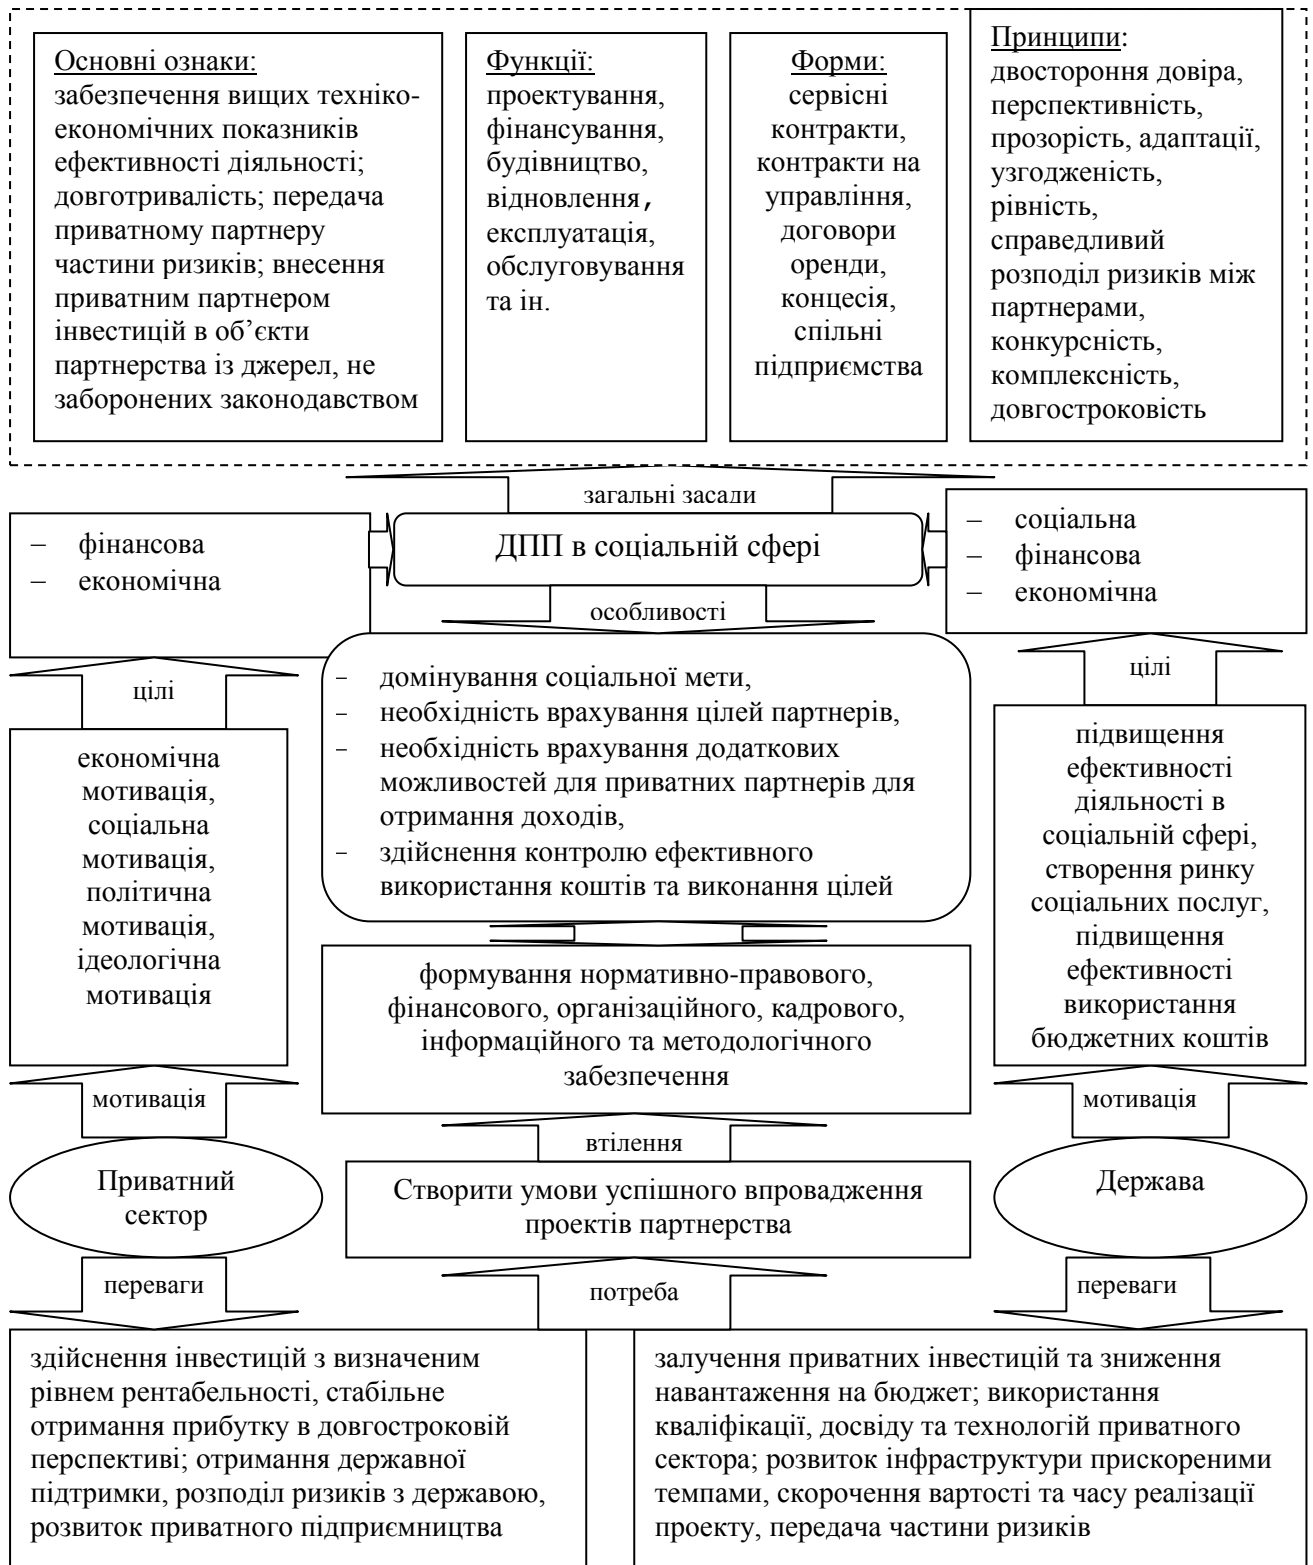 Основні ознаки:
забезпечення вищих техніко-
економічних показників
ефективності діяльності;
довготривалість; передача
приватному партнеру
частини ризиків; внесення
приватним партнером
інвестицій в об’єкти
партнерства із джерел, не
заборонених законодавством
Функції:
проектування,
фінансування,
будівництво,
відновлення,
експлуатація,
обслуговування
та ін.
Форми:
сервісні
контракти,
контракти на
управління,
договори
оренди,
концесія,
спільні
підприємства
Принципи:
двостороння довіра,
перспективність,
прозорість, адаптації,
узгодженість,
рівність,
справедливий
розподіл ризиків між
партнерами,
конкурсність,
комплексність,
довгостроковість
загальні засади
– фінансова
– економічна
ДПП в соціальній сфері
– соціальна
– фінансова
– економічна
особливості
цілі
- домінування соціальної мети,
- необхідність врахування цілей партнерів,
- необхідність врахування додаткових
можливостей для приватних партнерів для
отримання доходів,
- здійснення контролю ефективного
використання коштів та виконання цілей
цілі
економічна
мотивація,
соціальна
мотивація,
політична
мотивація,
ідеологічна
мотивація
підвищення
ефективності
діяльності в
соціальній сфері,
створення ринку
соціальних послуг,
підвищення
ефективності
використання
бюджетних коштів
формування нормативно-правового,
фінансового, організаційного, кадрового,
інформаційного та методологічного
забезпечення
мотивація
втілення
мотивація
Приватний
сектор
Створити умови успішного впровадження
проектів партнерства
Держава
переваги
потреба
переваги
здійснення інвестицій з визначеним
рівнем рентабельності, стабільне
отримання прибутку в довгостроковій
перспективі; отримання державної
підтримки, розподіл ризиків з державою,
розвиток приватного підприємництва
залучення приватних інвестицій та зниження
навантаження на бюджет; використання
кваліфікації, досвіду та технологій приватного
сектора; розвиток інфраструктури прискореними
темпами, скорочення вартості та часу реалізації
проекту, передача частини ризиків